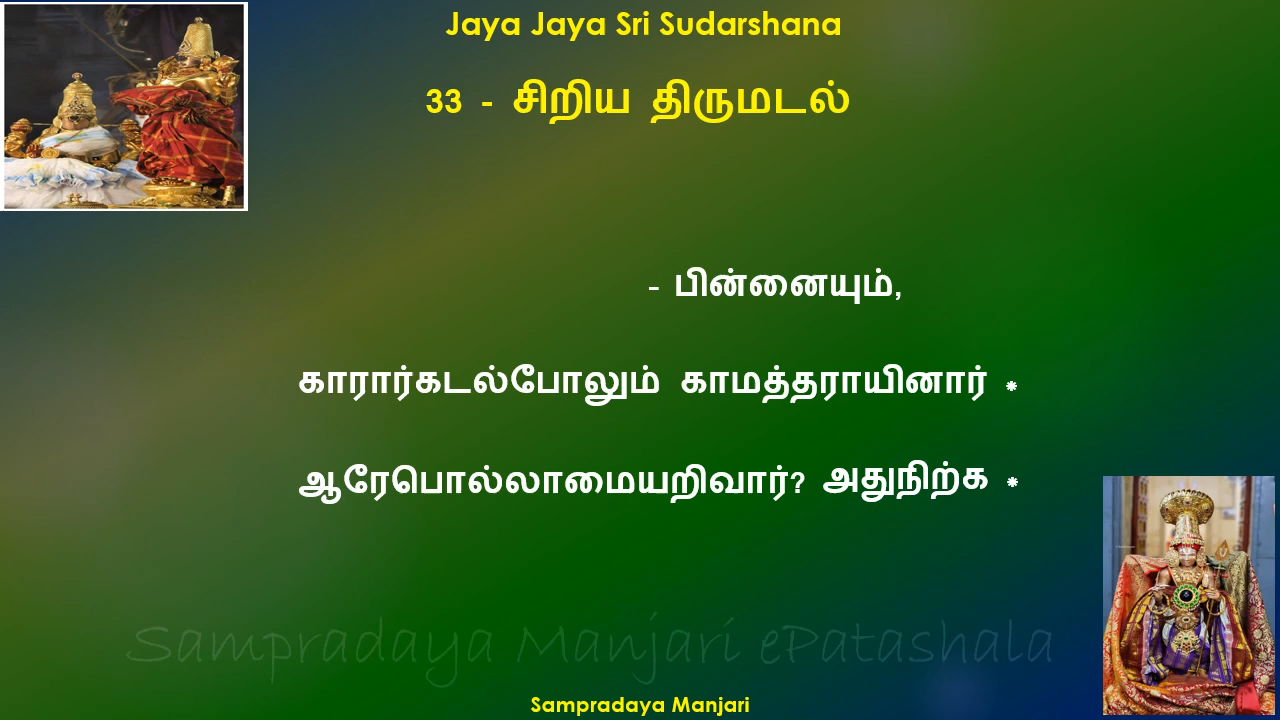 Jaya Jaya Sri Sudarshana
33 - சிறிய திருமடல்
- பின்னையும்,
காரார்கடல்போலும் காமத்தராயினார் *
ஆரேபொல்லாமையறிவார்? அதுநிற்க *
Sampradaya Manjari ePatashala
Sampradaya Manjari